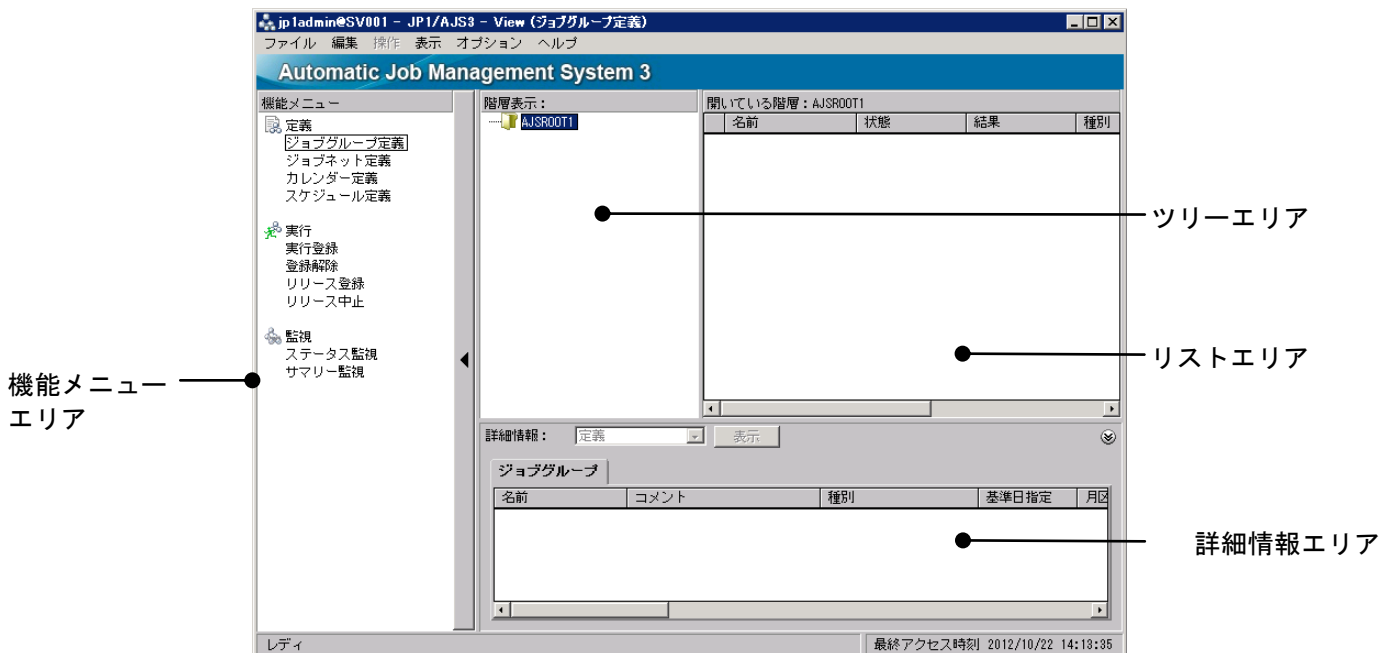 jp1admin@SV001 - JP1/AJS3 - View (ジョブグループ定義)
ファイル 編集 操作 表示 オプション ヘルプ
Automatic Job Management System 3
機能メニュー
定義
ジョブグループ定義
ジョブネット定義
カレンダー定義
スケジュール定義
実行
実行登録
登録解除
リリース登録
リリース中止
監視
ステータス監視
サマリー監視
階層表示：
AJSROOT1
開いている階層：AJSROOT1
名前 状態 結果 種別
詳細情報： 定義 表示
ジョブグループ
名前 コメント 種別 基準日指定 月区
レディ
最終アクセス時刻 2012/10/22 14:13:35
機能メニュー
エリア
ツリーエリア
リストエリア
詳細情報エリア